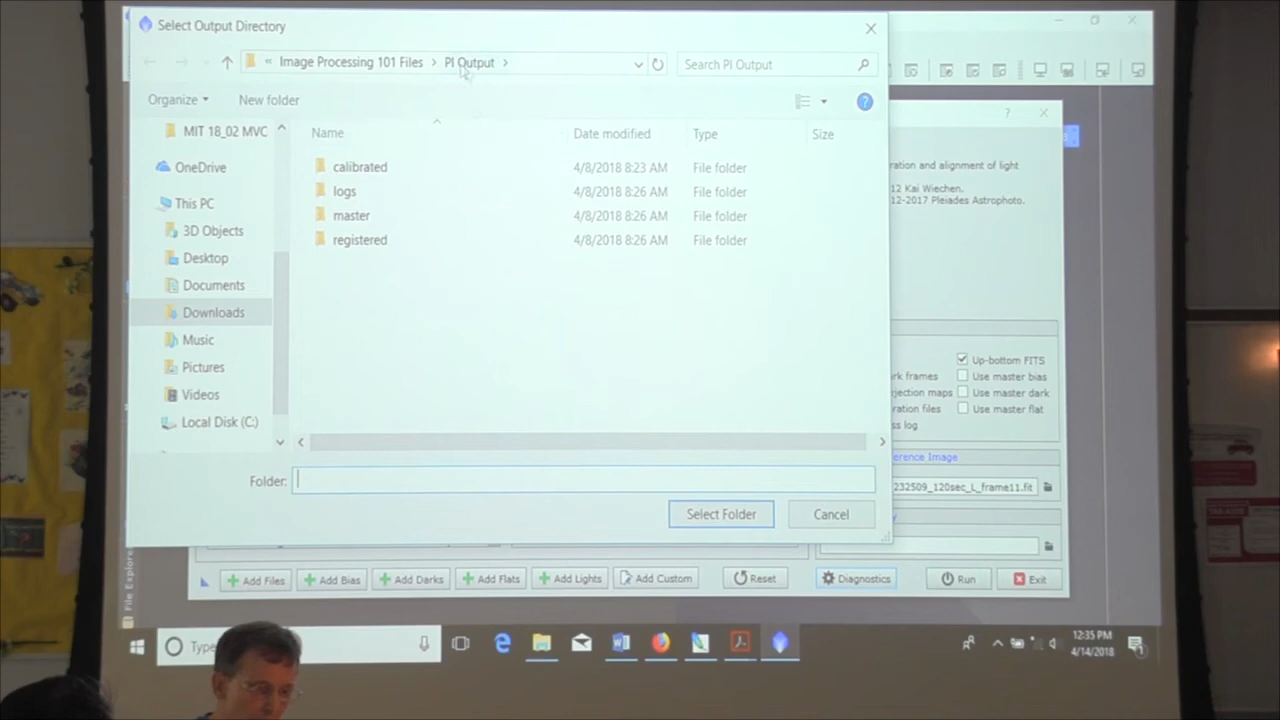 Select Output Directory
« Image Processing 101 Files > PI Output >
Search PI Output
Organize
New folder
MIT 18_02 MVC
OneDrive
This PC
3D Objects
Desktop
Documents
Downloads
Music
Pictures
Videos
Local Disk (C:)
Name Date modified Type Size
calibrated 4/8/2018 8:23 AM File folder
logs 4/8/2018 8:26 AM File folder
master 4/8/2018 8:26 AM File folder
registered 4/8/2018 8:26 AM File folder
Folder:
Select Folder Cancel
ration and alignment of light
12 Kai Wiechen.
12-2017 Pleiades Astrophoto.
Up-bottom FITS
rk frames Use master bias
ejection maps Use master dark
ration files Use master flat
ss log
erence Image
232509_120sec_L_frame11.fit
Add Files Add Bias Add Darks Add Flats Add Lights Add Custom Reset Diagnostics Run Exit
File Explore
Type
12:35 PM
4/14/2018